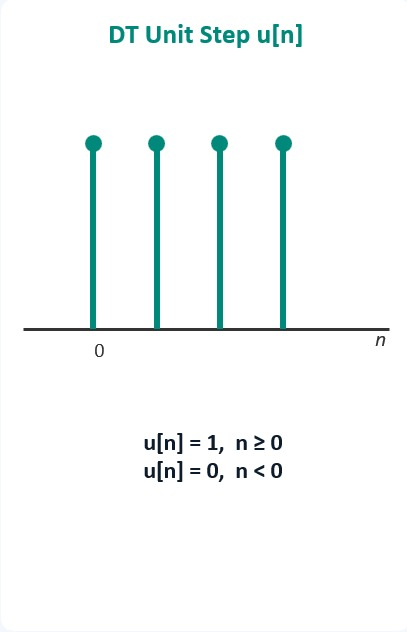 DT Unit Step u[n]
n
0
u[n] = 1, n ≥ 0
u[n] = 0, n < 0